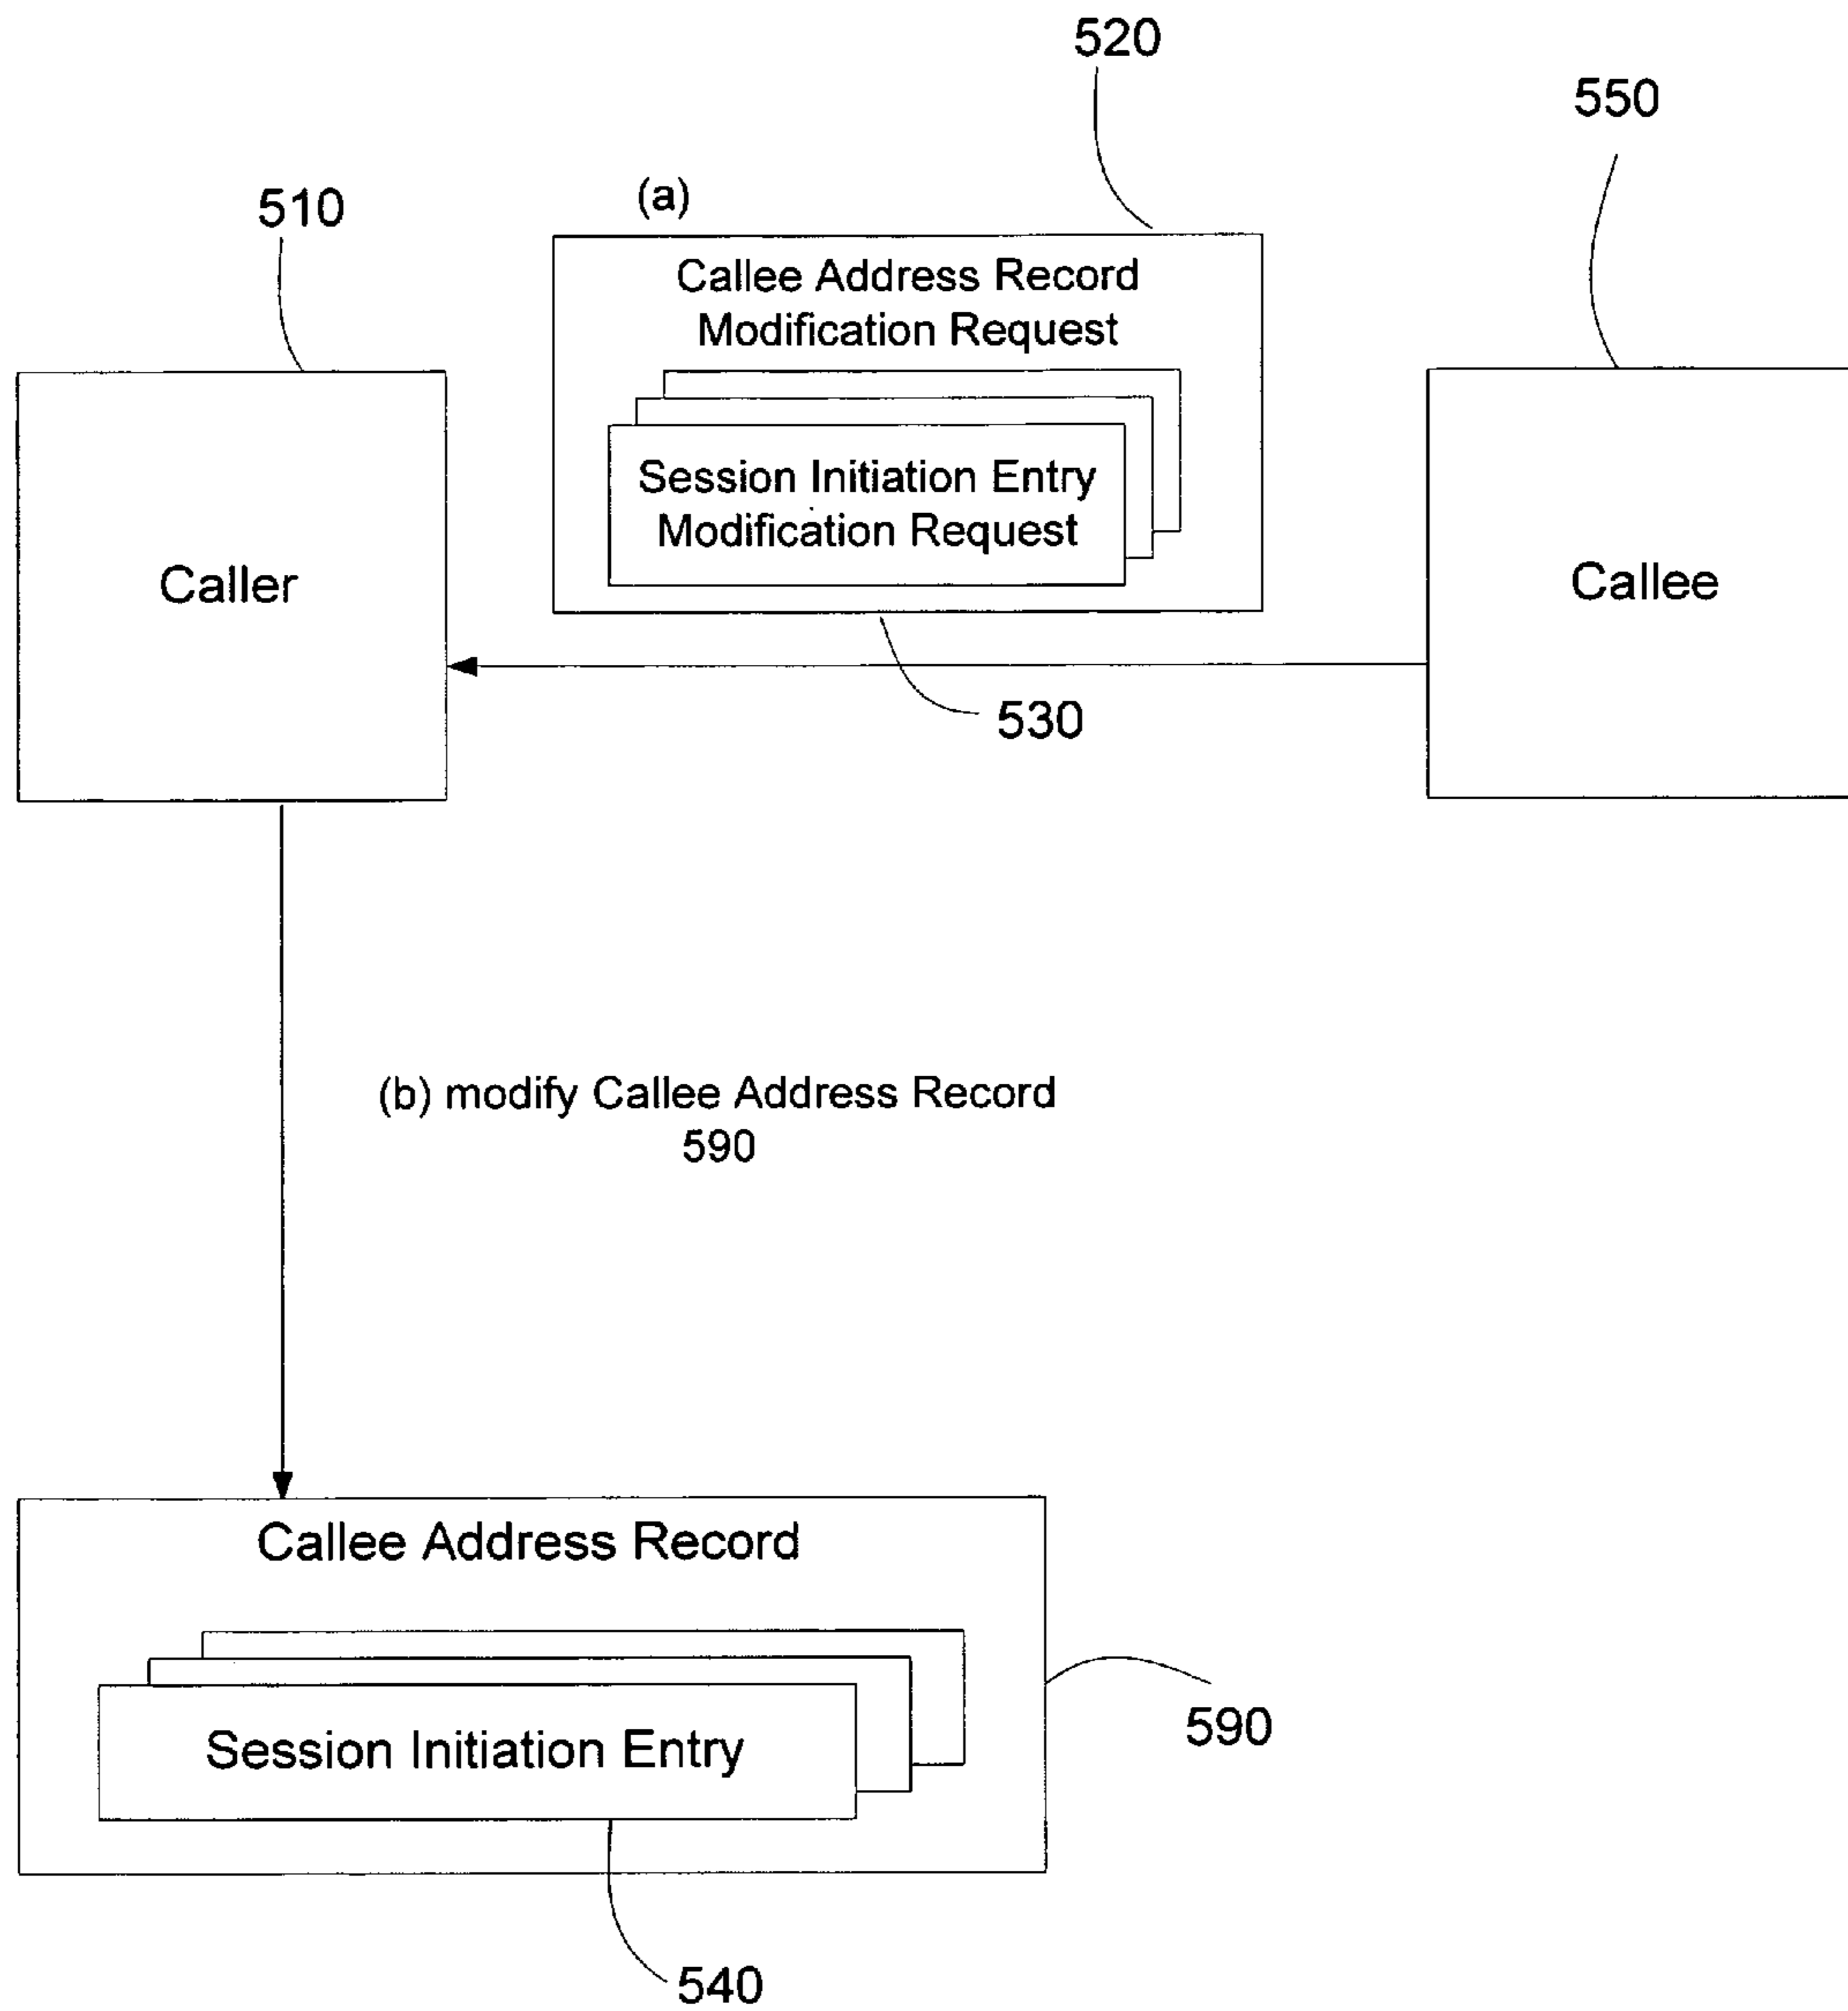 520
550
510
(a)
Callee Address Record
Modification Request
Session Initiation Entry
Modification Request
Caller
Callee
530
(b) modify Callee Address Record
590
Callee Address Record
Session Initiation Entry
590
540